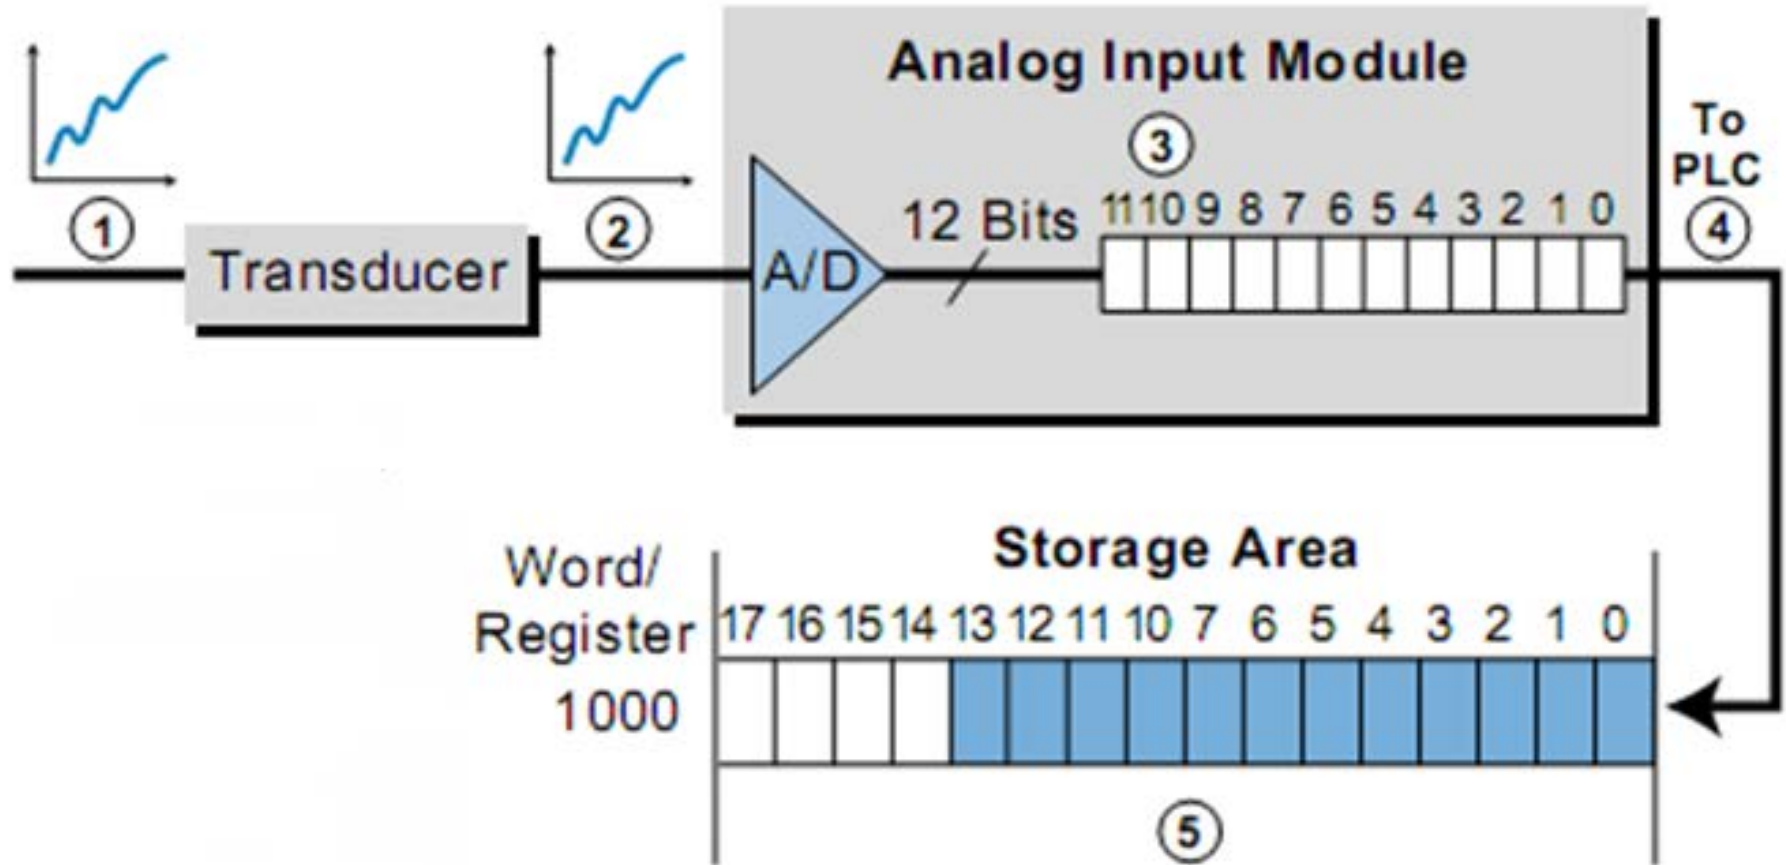 Analog Input Module
3
To
PLC
4
1
2
12 Bits
11 10 9 8 7 6 5 4 3 2 1 0
Transducer
A/D
Storage Area
Word/
Register
17 16 15 14 13 12 11 10 7 6 5 4 3 2 1 0
1000
5